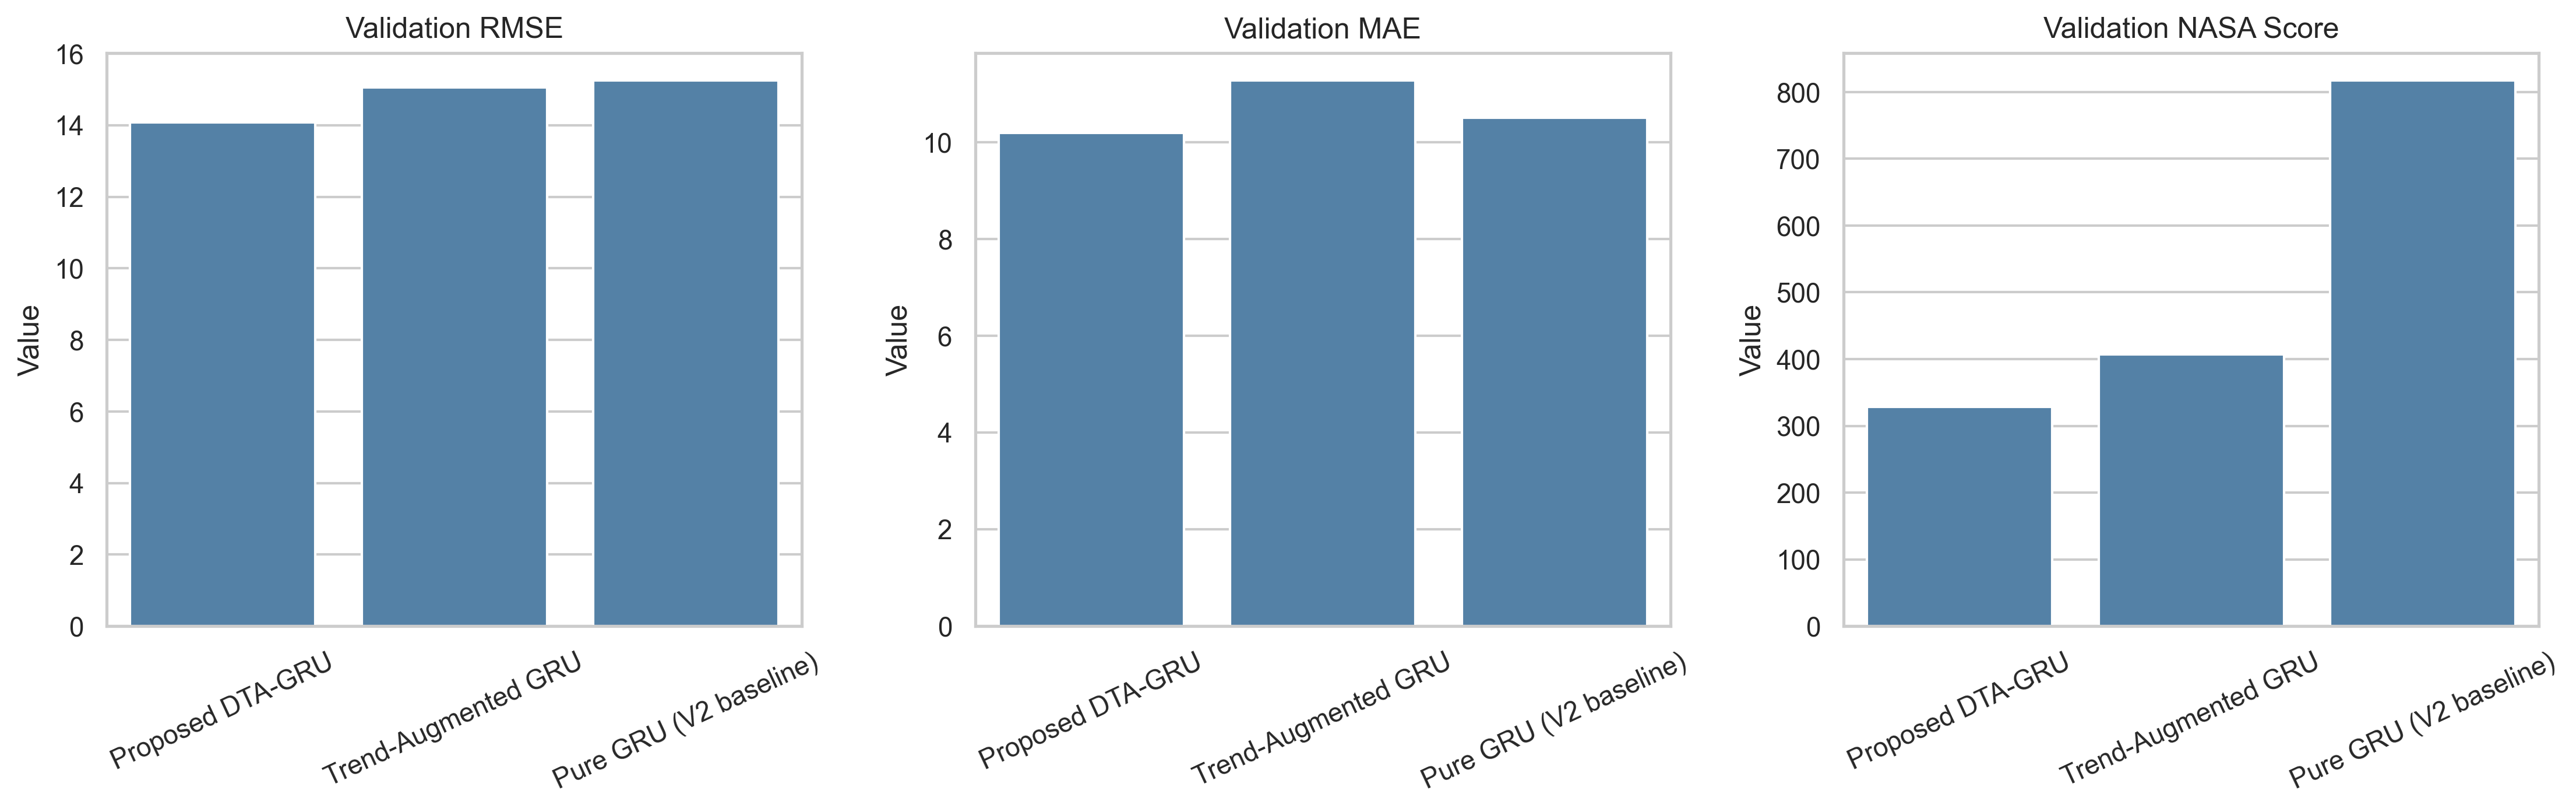 Validation RMSE
Value
16
14
12
10
8
6
4
2
0
Proposed DTA-GRU
Trend-Augmented GRU
Pure GRU (V2 baseline)
Validation MAE
Value
10
8
6
4
2
0
Proposed DTA-GRU
Trend-Augmented GRU
Pure GRU (V2 baseline)
Validation NASA Score
Value
800
700
600
500
400
300
200
100
0
Proposed DTA-GRU
Trend-Augmented GRU
Pure GRU (V2 baseline)